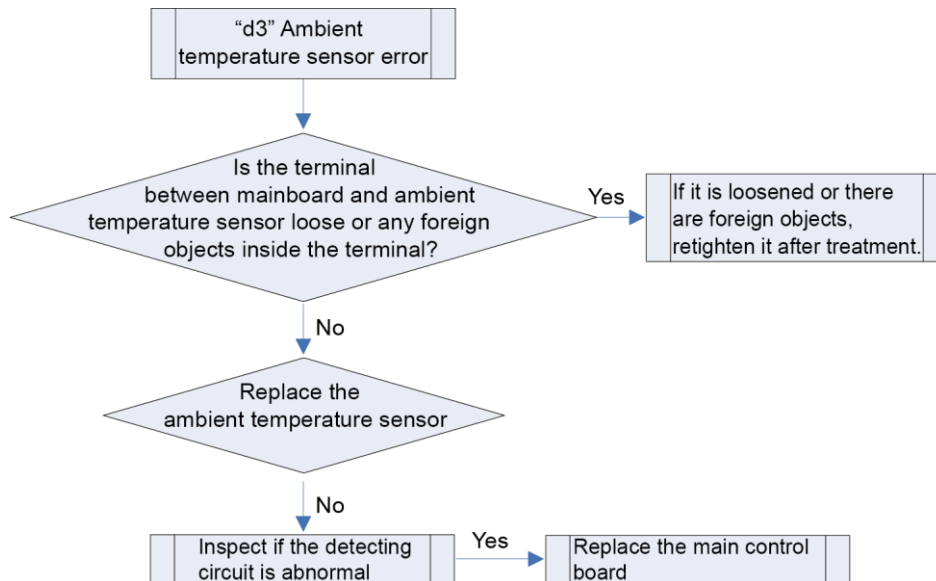 “d3” Ambient
temperature sensor error
Is the terminal
between mainboard and ambient
temperature sensor loose or any foreign
objects inside the terminal?
Yes
If it is loosened or there
are foreign objects,
retighten it after treatment.
No
Replace the
ambient temperature sensor
No
Inspect if the detecting
circuit is abnormal
Yes
Replace the main control
board